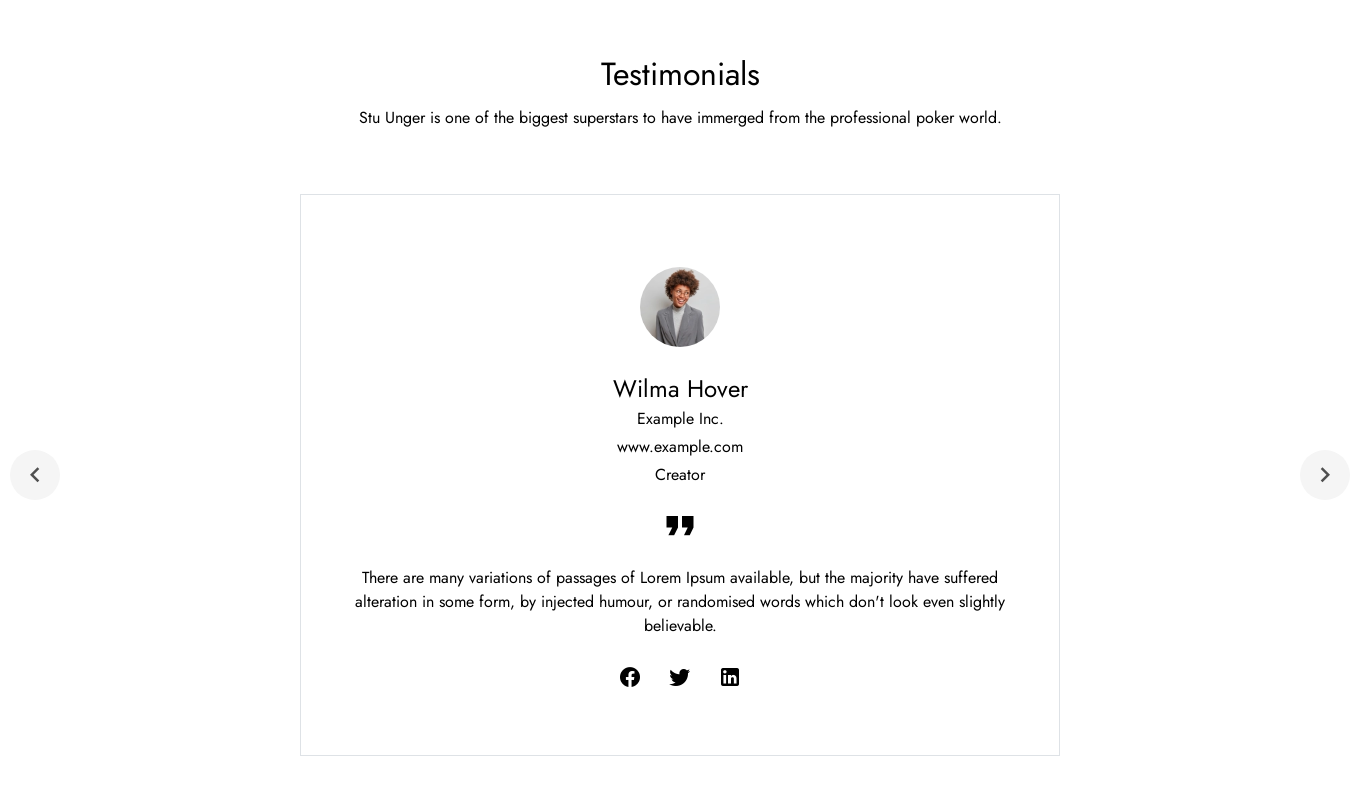 Testimonials
Stu Unger is one of the biggest superstars to have immerged from the professional poker world.
Wilma Hover
Example Inc.
www.example.com
Creator
There are many variations of passages of Lorem Ipsum available, but the majority have suffered
alteration in some form, by injected humour, or randomised words which don't look even slightly
believable.